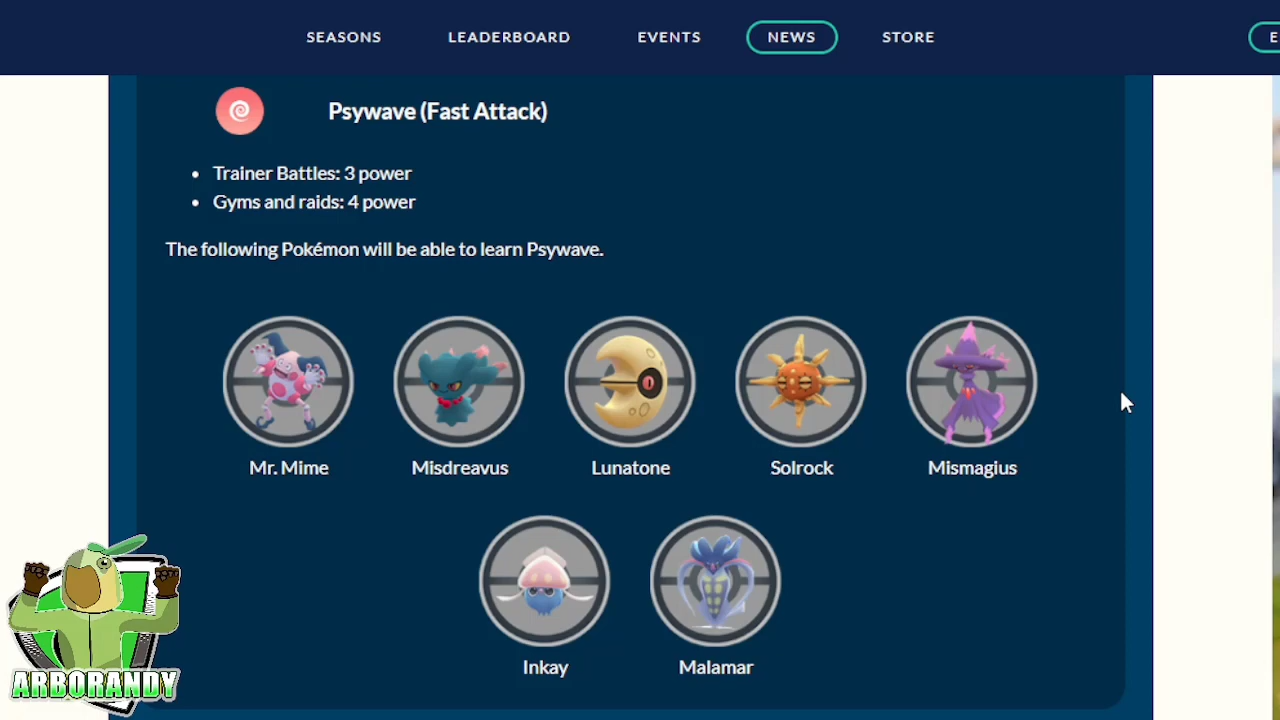 SEASONS LEADERBOARD EVENTS NEWS STORE E
Psywave (Fast Attack)
• Trainer Battles: 3 power
• Gyms and raids: 4 power
The following Pokémon will be able to learn Psywave.
Mr. Mime Misdreavus Lunatone Solrock Mismagius
Inkay Malamar
ARBORANDY